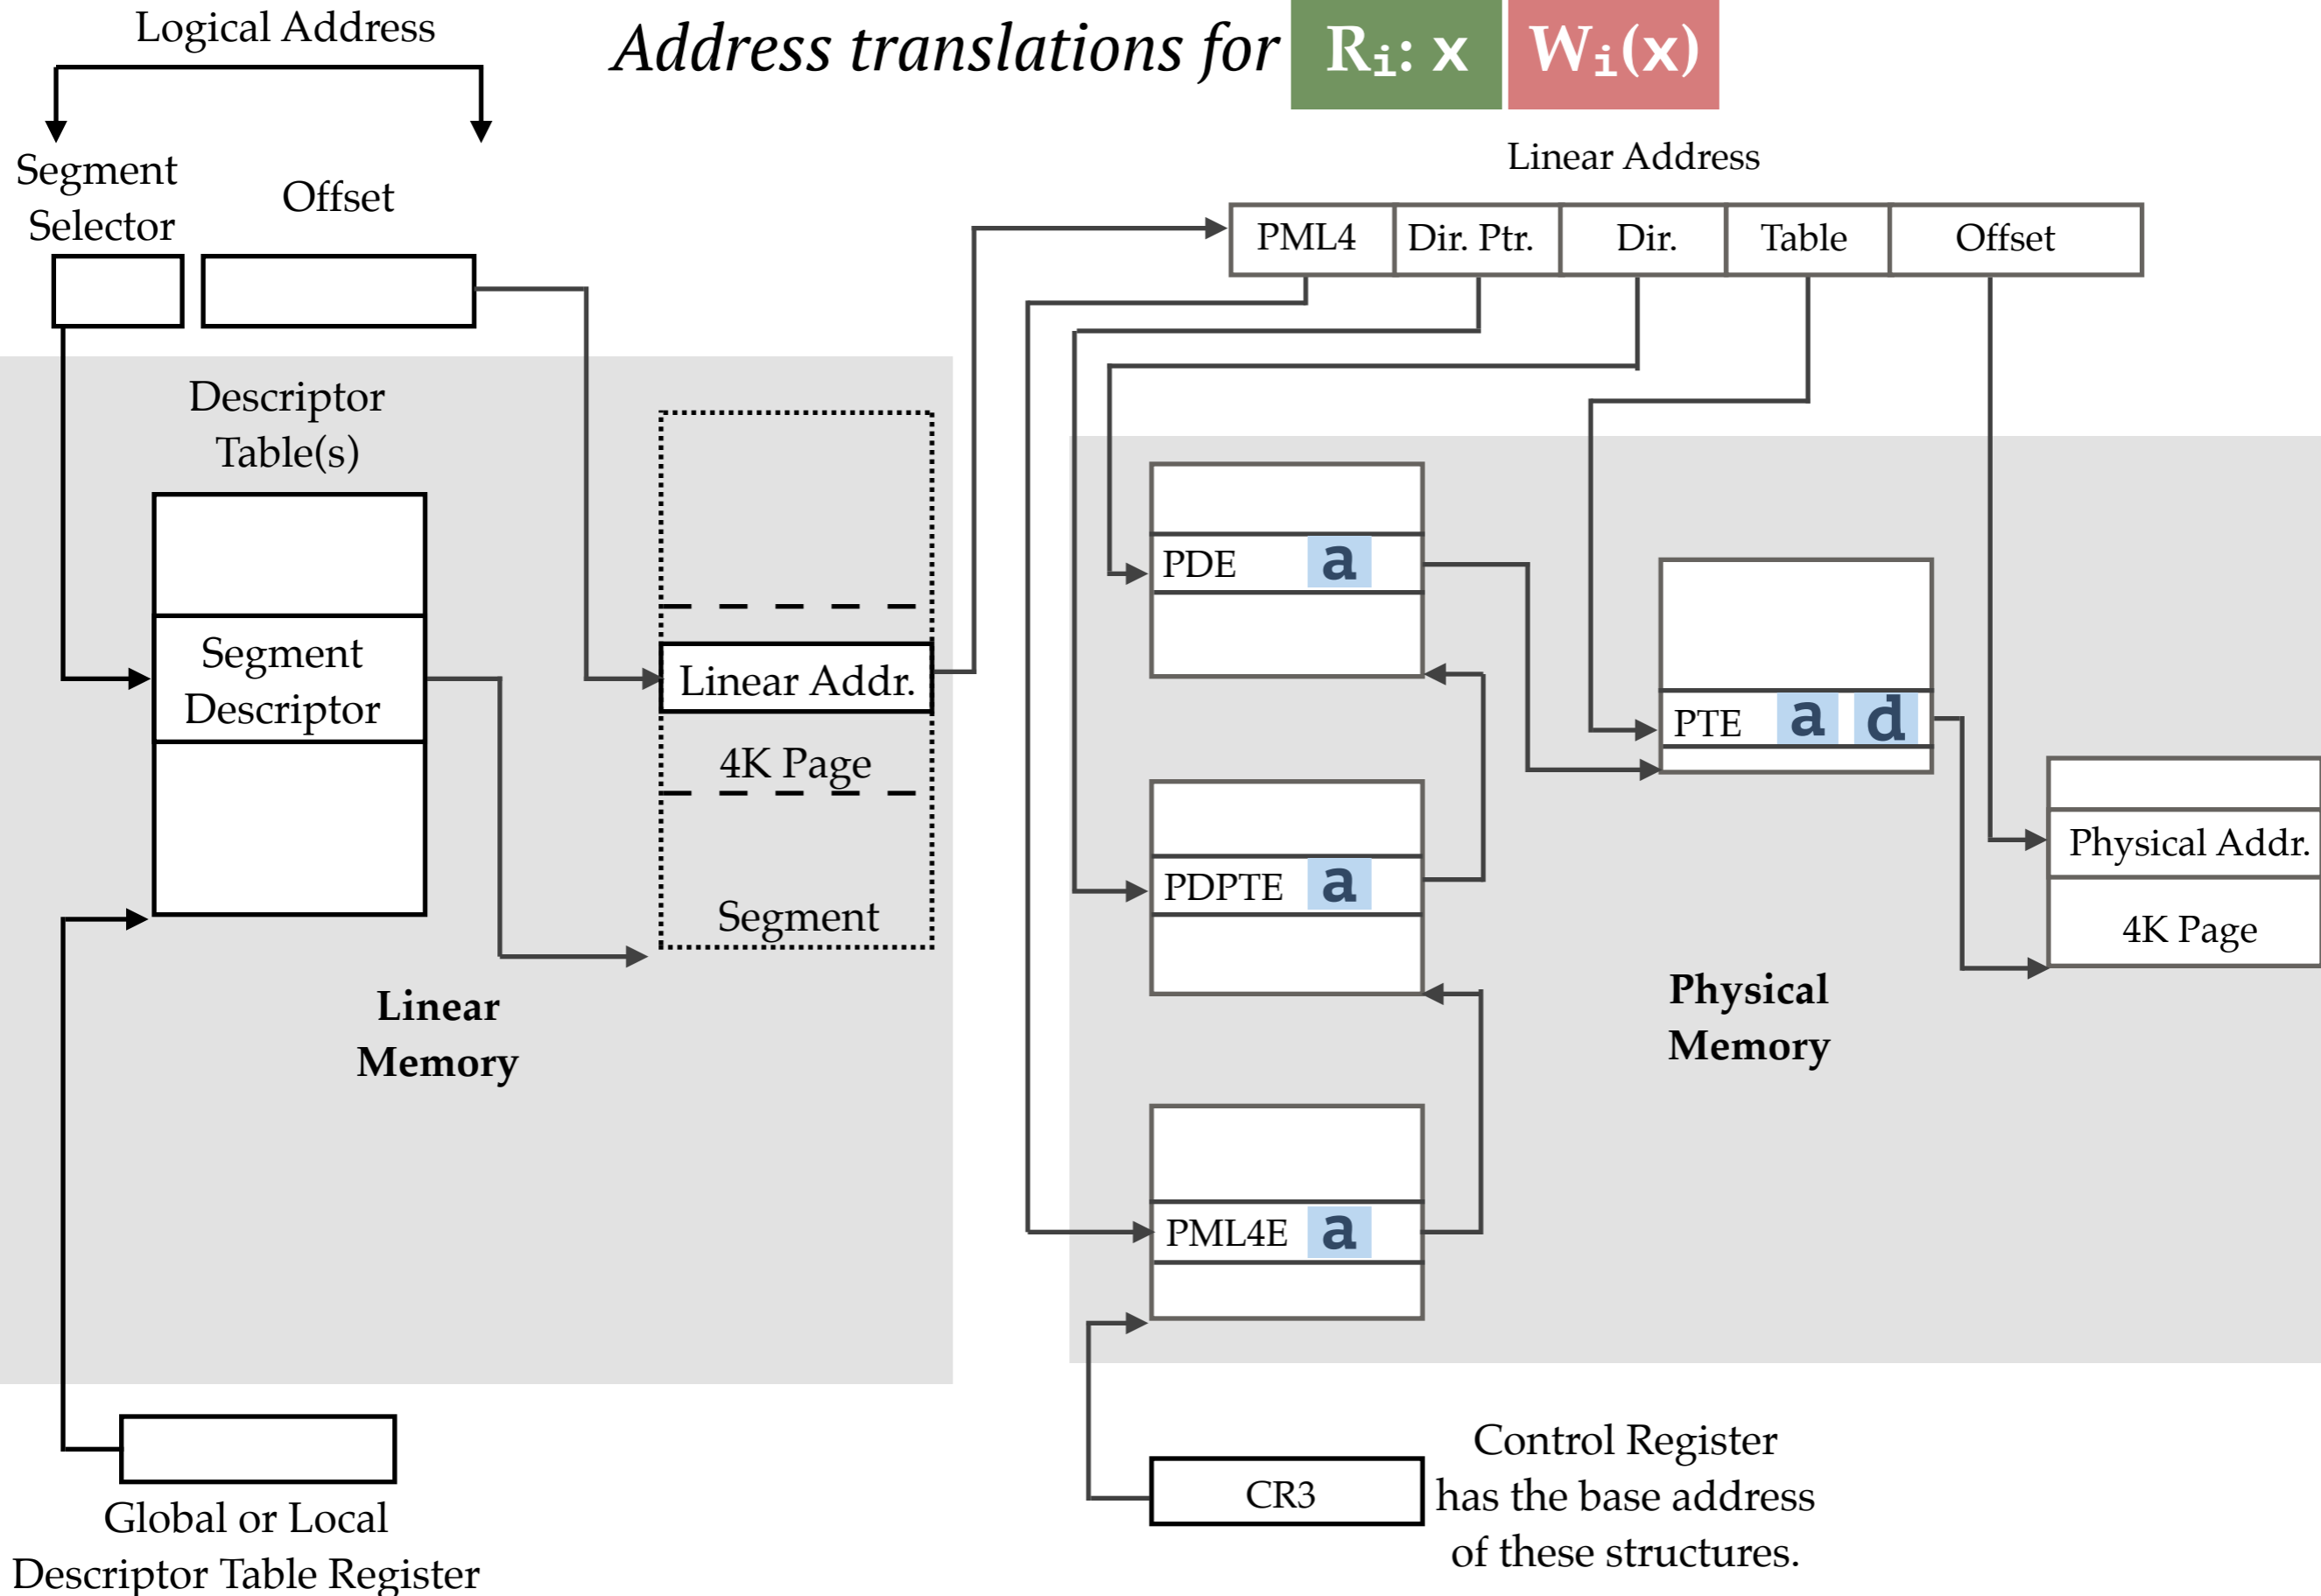 Logical Address
Address translations for Rᵢ: x Wᵢ(x)
Segment
Selector
Offset
Linear Address
PML4 Dir. Ptr. Dir. Table Offset
Descriptor
Table(s)
Segment
Descriptor
Linear Addr.
4K Page
Segment
Linear
Memory
Global or Local
Descriptor Table Register
PDE a
PTE a d
PDPTE a
Physical Addr.
4K Page
Physical
Memory
PML4E a
CR3
Control Register
has the base address
of these structures.